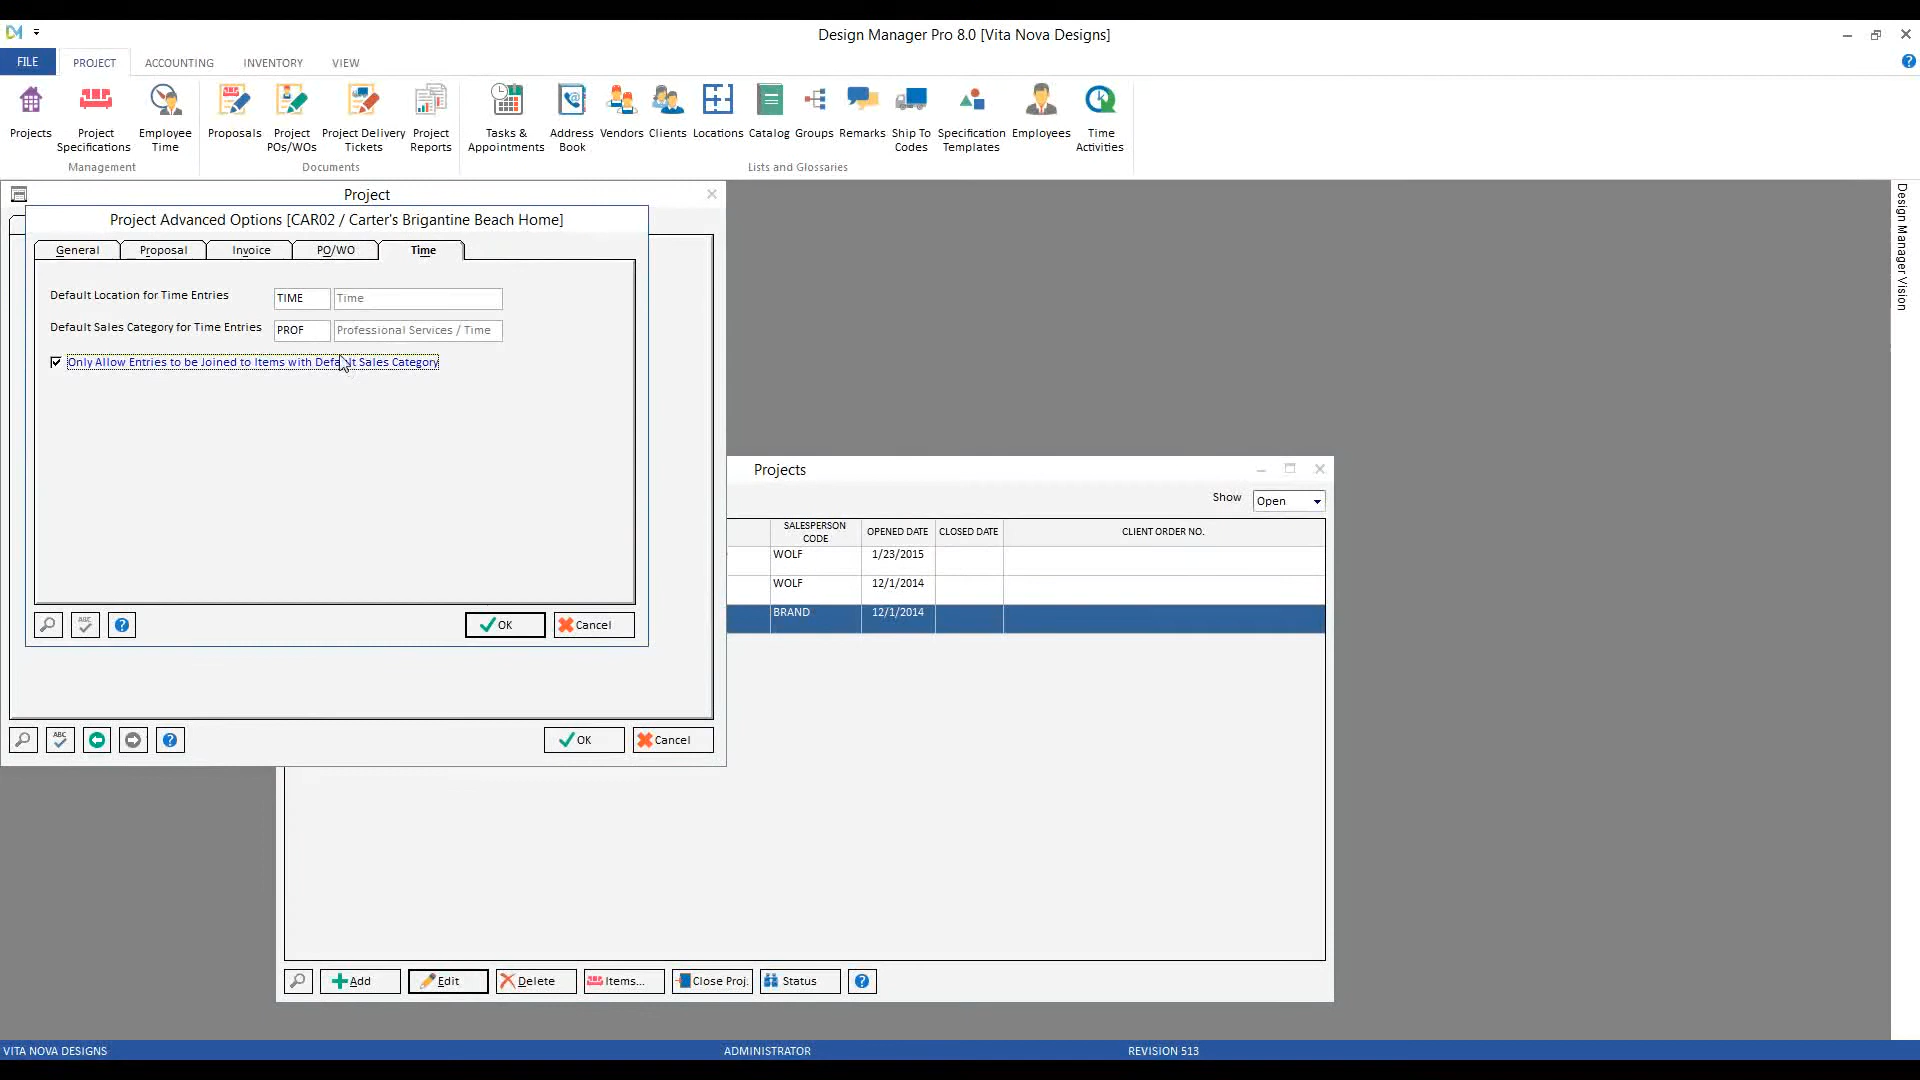 Design Manager Pro 8.0 [Vita Nova Designs]
FILE PROJECT ACCOUNTING INVENTORY VIEW
Projects
Project Specifications
Employee Time
Management
Proposals
Project POs/WOs
Project Delivery Tickets
Project Reports
Documents
Tasks & Appointments
Address Book
Vendors
Clients
Locations
Catalog
Groups
Remarks
Ship To Codes
Specification Templates
Employees
Time Activities
Lists and Glossaries
Design Manager Vision
Project
Project Advanced Options [CAR02 / Carter's Brigantine Beach Home]
General Proposal Invoice PO/WO Time
Default Location for Time Entries TIME Time
Default Sales Category for Time Entries PROF Professional Services / Time
Only Allow Entries to be Joined to Items with Default Sales Category
ABC OK Cancel
ABC OK Cancel
Projects
Show Open
SALESPERSON CODE OPENED DATE CLOSED DATE CLIENT ORDER NO.
WOLF 1/23/2015
WOLF 12/1/2014
BRAND 12/1/2014
Add Edit Delete Items... Close Proj. Status
VITA NOVA DESIGNS ADMINISTRATOR REVISION 513